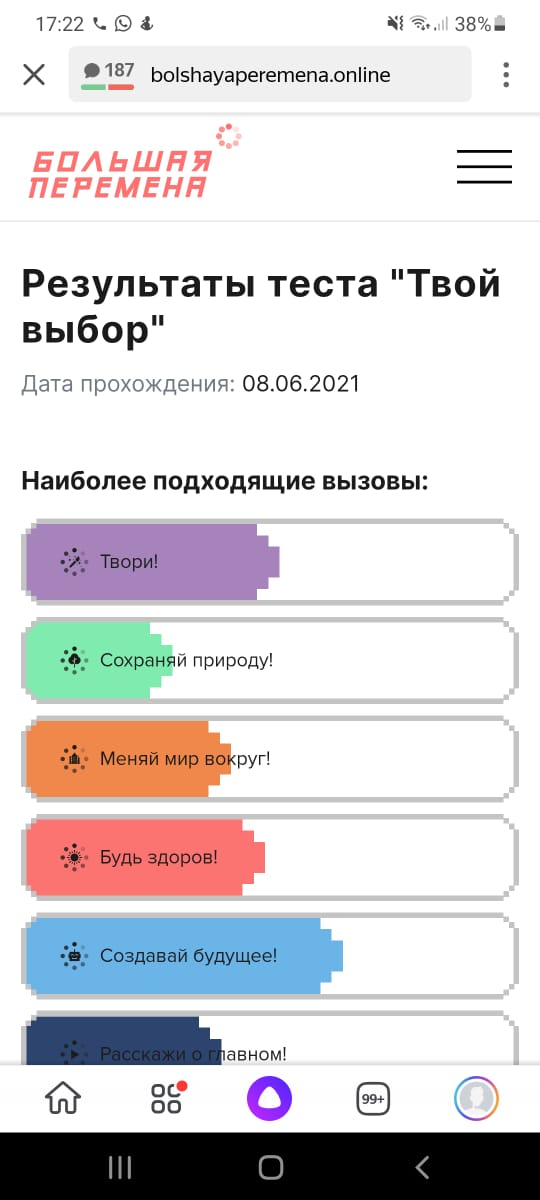 17:22
38%
187 bolshayaperemena.online
БОЛЬШАЯ
ПЕРЕМЕНА
Результаты теста "Твой
выбор"
Дата прохождения: 08.06.2021
Наиболее подходящие вызовы:
Твори!
Сохраняй природу!
Меняй мир вокруг!
Будь здоров!
Создавай будущее!
Расскажи о главном!
99+